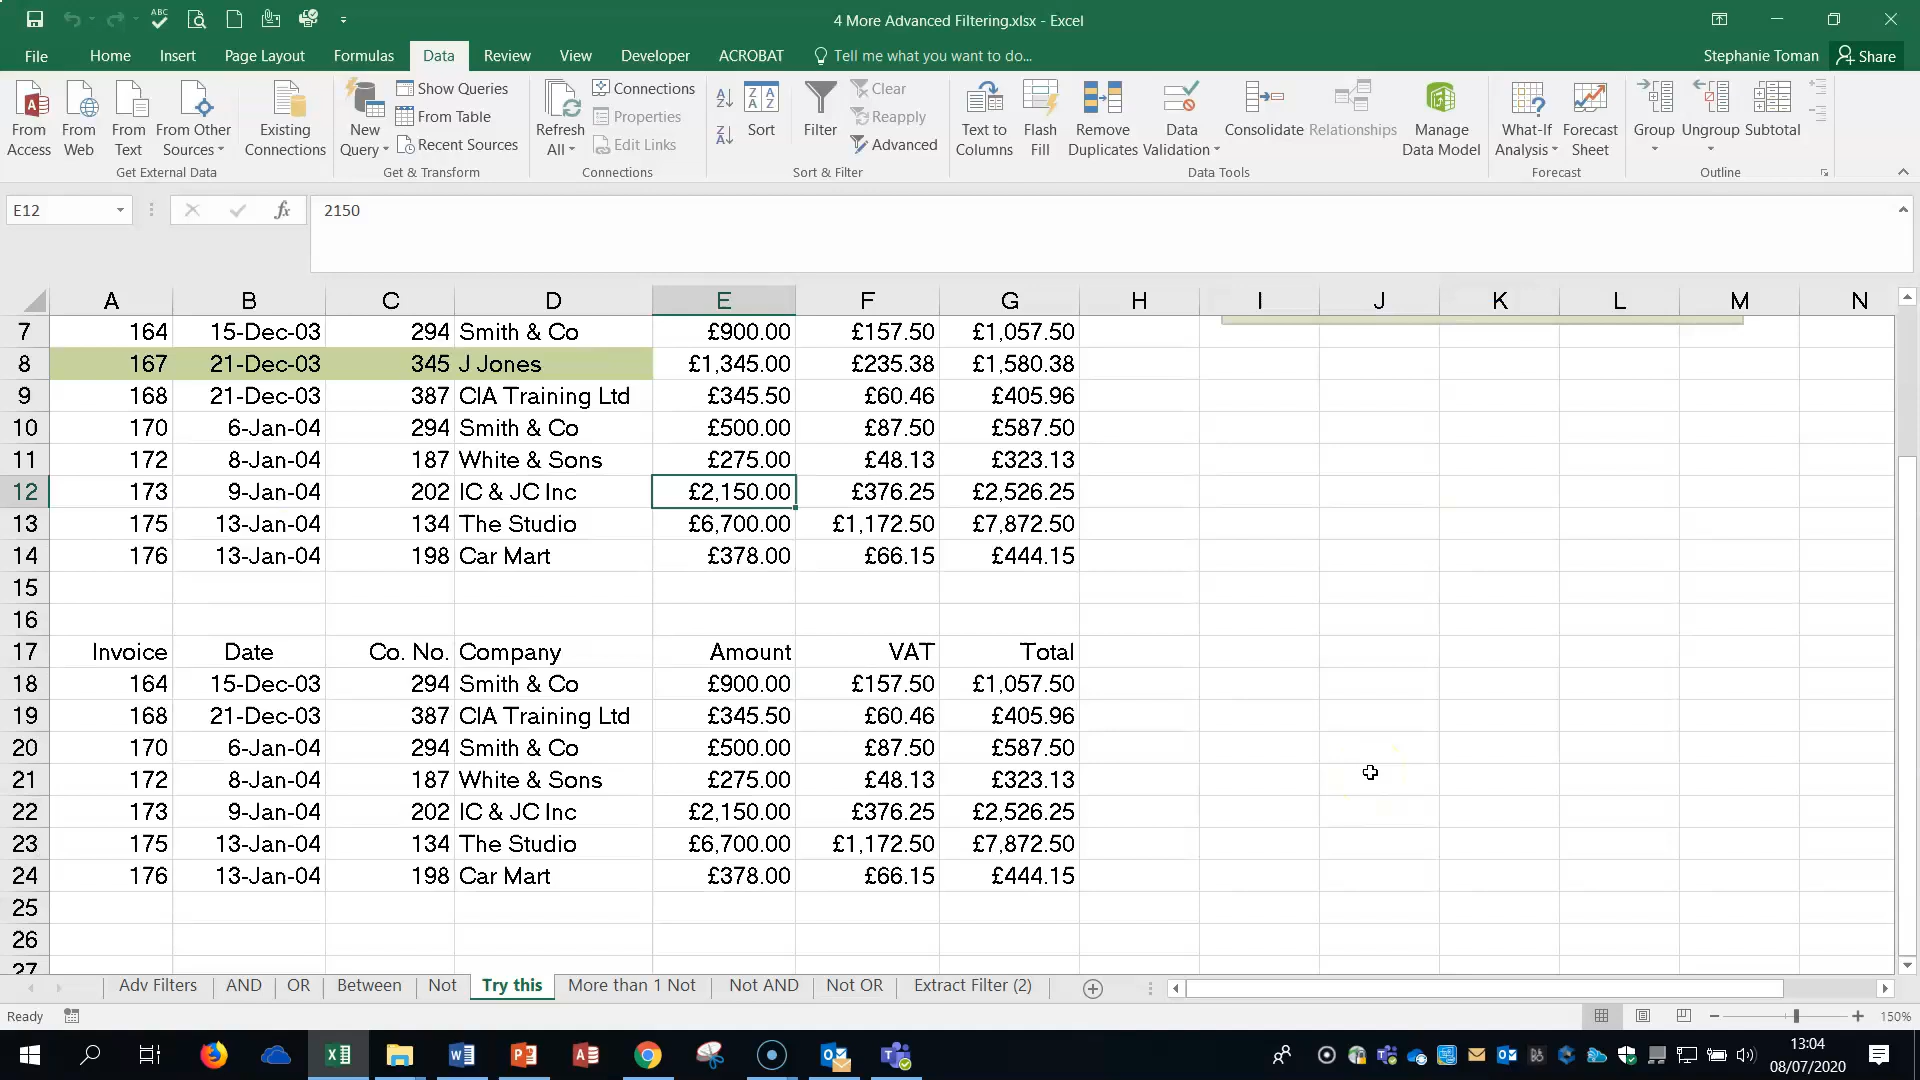 4 More Advanced Filtering.xlsx - Excel
File Home Insert Page Layout Formulas Data Review View Developer ACROBAT Tell me what you want to do... Stephanie Toman Share
From Access
From Web
From Text
From Other Sources
Existing Connections
Get External Data
New Query
Show Queries
From Table
Recent Sources
Get & Transform
Refresh All
Connections
Properties
Edit Links
Connections
Sort
Filter
Clear
Reapply
Advanced
Sort & Filter
Text to Columns
Flash Fill
Remove Duplicates
Data Validation
Consolidate
Relationships
Manage Data Model
Data Tools
What-If Analysis
Forecast Sheet
Forecast
Group
Ungroup
Subtotal
Outline
E12 fx 2150
A B C D E F G H I J K L M N
7 164 15-Dec-03 294 Smith & Co £900.00 £157.50 £1,057.50
8 167 21-Dec-03 345 J Jones £1,345.00 £235.38 £1,580.38
9 168 21-Dec-03 387 CIA Training Ltd £345.50 £60.46 £405.96
10 170 6-Jan-04 294 Smith & Co £500.00 £87.50 £587.50
11 172 8-Jan-04 187 White & Sons £275.00 £48.13 £323.13
12 173 9-Jan-04 202 IC & JC Inc £2,150.00 £376.25 £2,526.25
13 175 13-Jan-04 134 The Studio £6,700.00 £1,172.50 £7,872.50
14 176 13-Jan-04 198 Car Mart £378.00 £66.15 £444.15
15
16
17 Invoice Date Co. No. Company Amount VAT Total
18 164 15-Dec-03 294 Smith & Co £900.00 £157.50 £1,057.50
19 168 21-Dec-03 387 CIA Training Ltd £345.50 £60.46 £405.96
20 170 6-Jan-04 294 Smith & Co £500.00 £87.50 £587.50
21 172 8-Jan-04 187 White & Sons £275.00 £48.13 £323.13
22 173 9-Jan-04 202 IC & JC Inc £2,150.00 £376.25 £2,526.25
23 175 13-Jan-04 134 The Studio £6,700.00 £1,172.50 £7,872.50
24 176 13-Jan-04 198 Car Mart £378.00 £66.15 £444.15
25
26
27
Adv Filters AND OR Between Not Try this More than 1 Not Not AND Not OR Extract Filter (2)
Ready 150%
13:04
08/07/2020